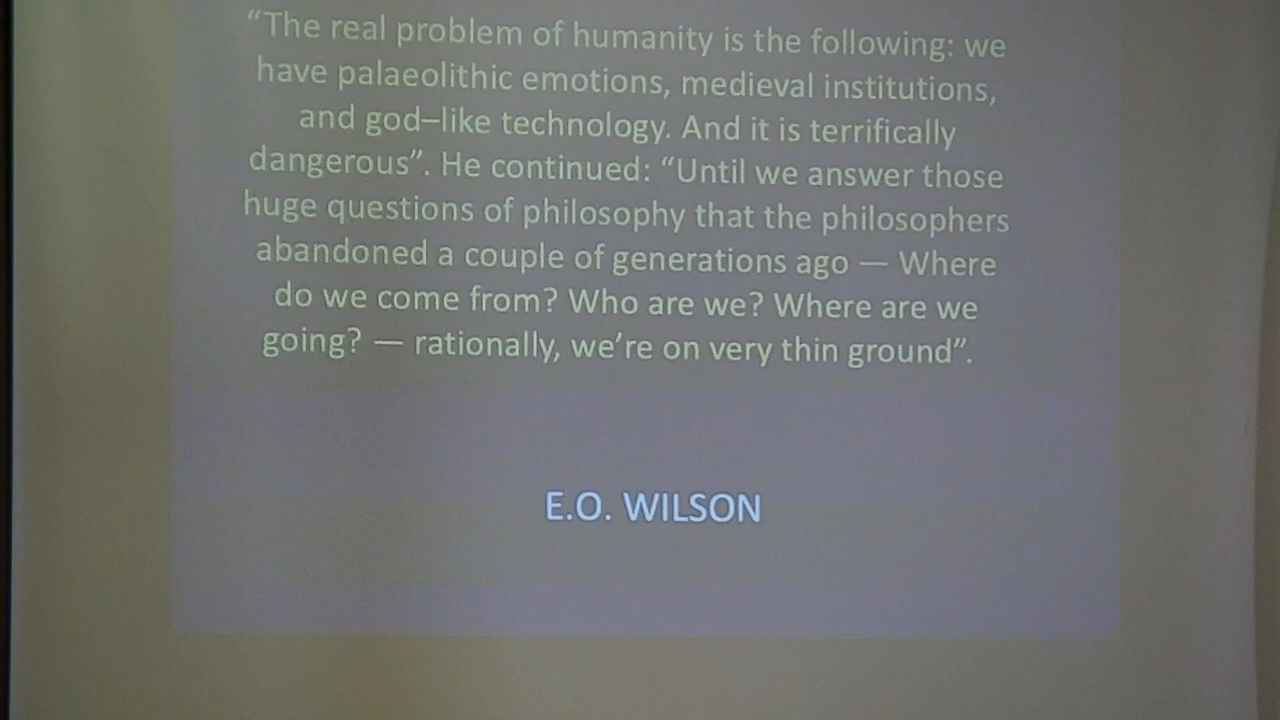 “The real problem of humanity is the following: we
have palaeolithic emotions, medieval institutions,
and god–like technology. And it is terrifically
dangerous”. He continued: “Until we answer those
huge questions of philosophy that the philosophers
abandoned a couple of generations ago — Where
do we come from? Who are we? Where are we
going? — rationally, we’re on very thin ground”.
E.O. WILSON